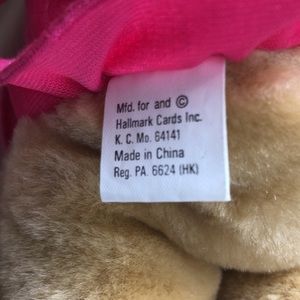 Mfd. for and ©
Hallmark Cards Inc.
K. C. Mo. 64141
Made in China
Reg. PA. 6624 (HK)